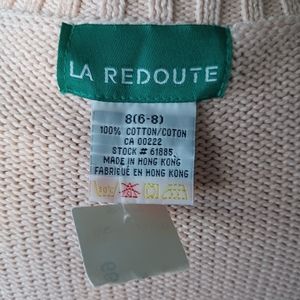 LA REDOUTE
8(6-8)
100% COTTON/COTON
CA 00222
STOCK # 61885
MADE IN HONG KONG
FABRIQUÉ EN HONG KONG